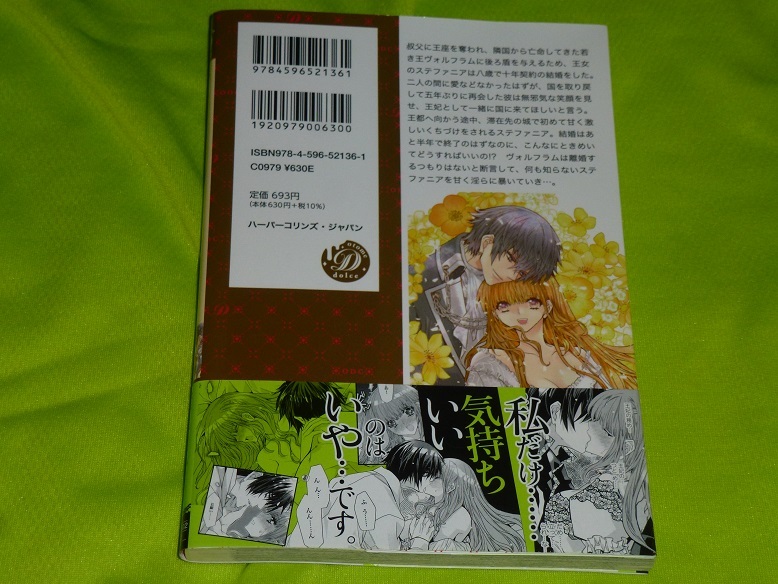 9784596521361
1920979006300
ISBN978-4-596-52136-1
C0979 ¥630E
定価 693円
(本体630円+税10%)
ハーパーコリンズ・ジャパン
otome
D
dolce
叔父に王座を奪われ、隣国から亡命してきた若
き王ヴォルフラムに後ろ盾を与えるため、王女
のステファニアは八歳で十年契約の結婚をした。
二人の間に愛などなかったはずが、国を取り戻
して五年ぶりに再会した彼は無邪気な笑顔を見
せ、王妃として一緒に国に来てほしいと言う。
王都へ向かう途中、滞在先の城で初めて甘く激
しいくちづけをされるステファニア。結婚はあ
と半年で終了のはずなのに、こんなにときめい
てどうすればいいの!? ヴォルフラムは離婚す
るつもりはないと断言して、何も知らないステ
ファニアを甘く淫らに暴いていき…。
私だけ……
気持ち
いい
のは
いや…です。